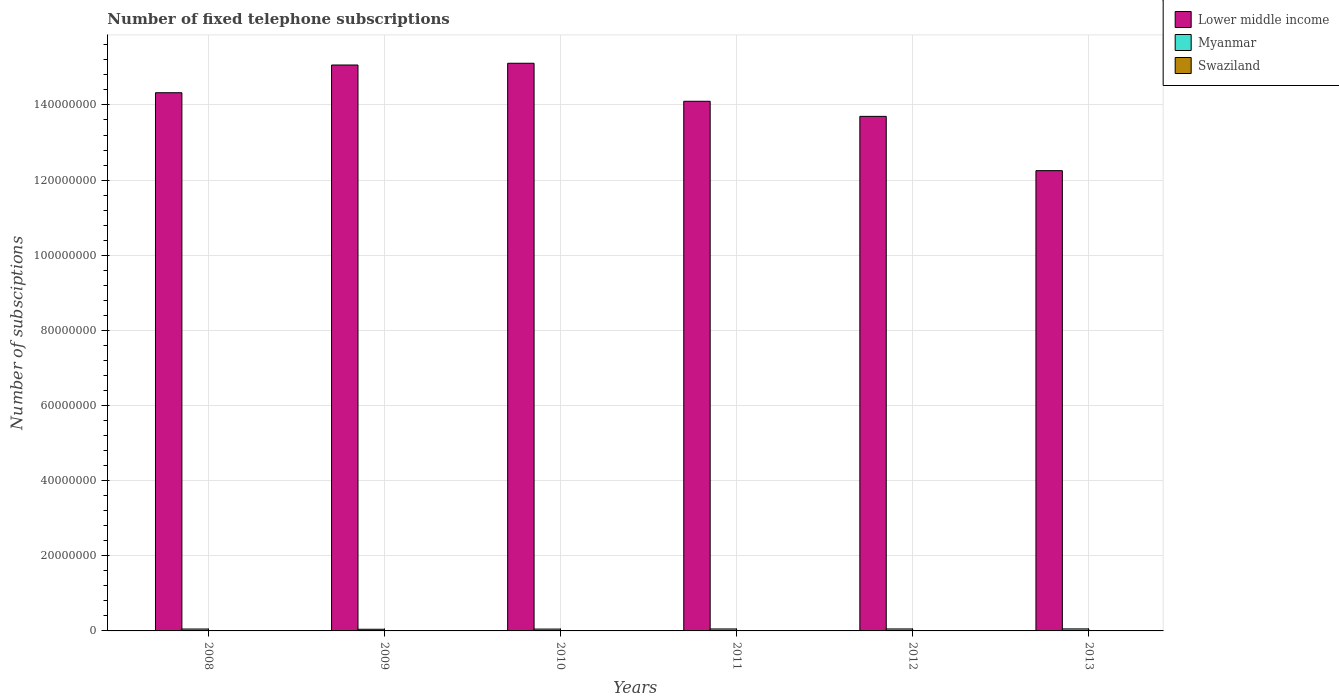 Number of fixed telephone subscriptions
Lower middle income
Myanmar
Swaziland
Number of subsciptions
140000000
120000000
100000000
80000000
60000000
40000000
20000000
0
2008
2009
2010
2011
2012
2013
Years